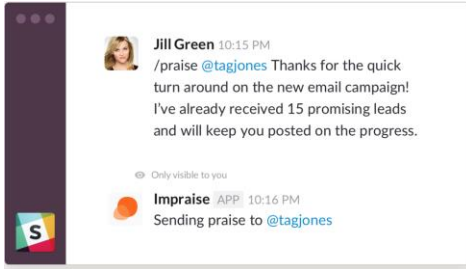 Jill Green 10:15 PM
/praise @tagjones Thanks for the quick
turn around on the new email campaign!
I've already received 15 promising leads
and will keep you posted on the progress.
Only visible to you
Impraise APP 10:16 PM
Sending praise to @tagjones
S